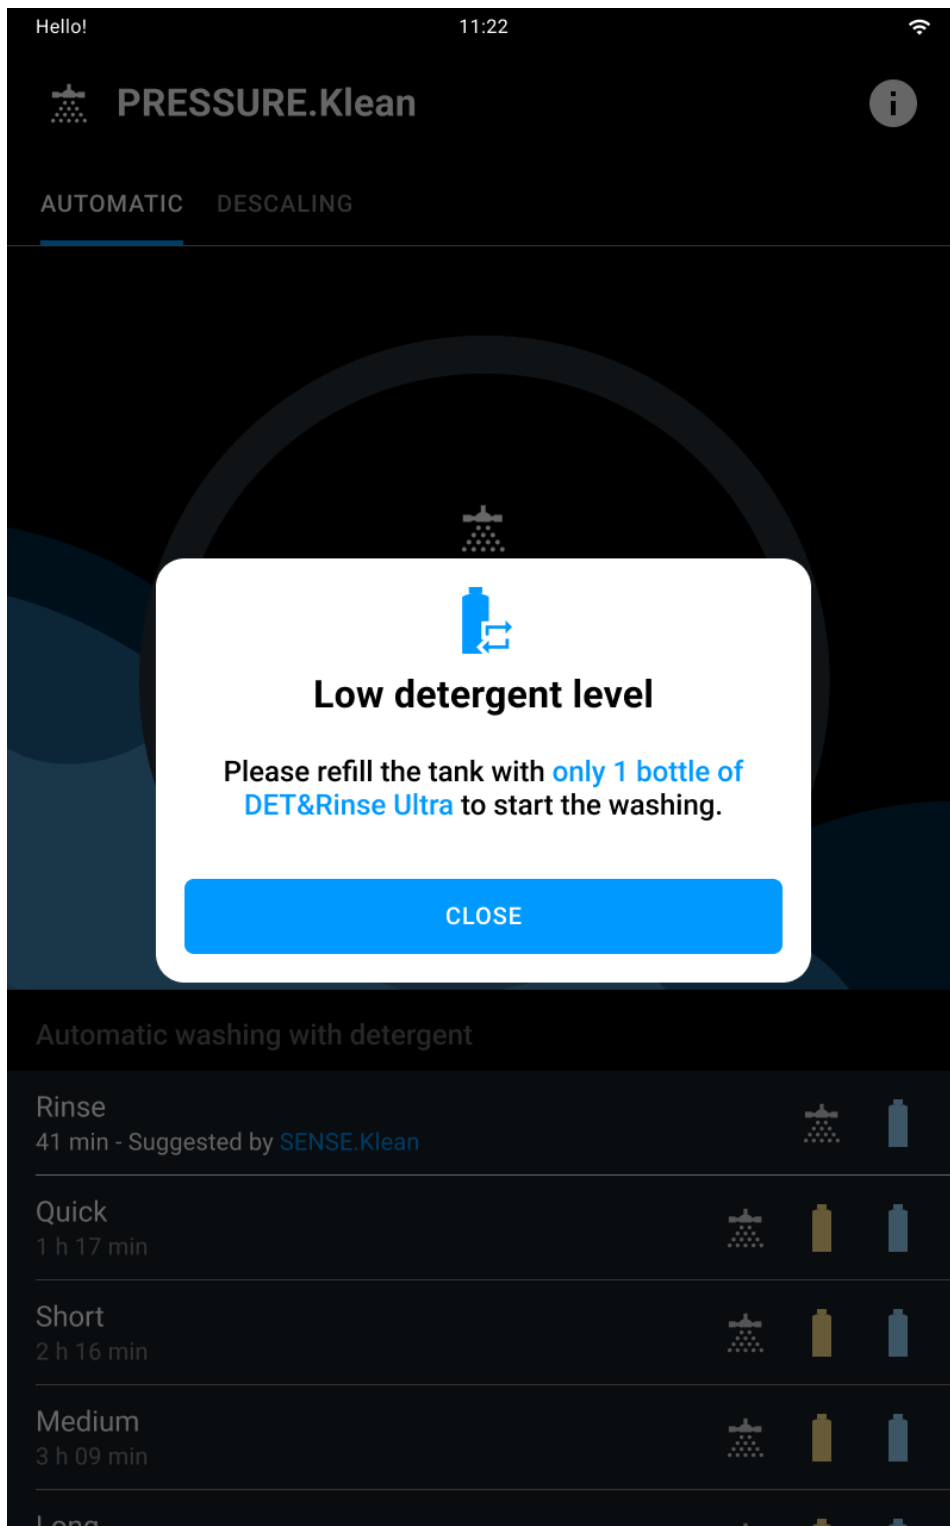 Hello! 11:22
PRESSURE.Klean
AUTOMATIC DESCALING
Low detergent level
Please refill the tank with only 1 bottle of
DET&Rinse Ultra to start the washing.
CLOSE
Automatic washing with detergent
Rinse
41 min - Suggested by SENSE.Klean
Quick
1 h 17 min
Short
2 h 16 min
Medium
3 h 09 min
Long